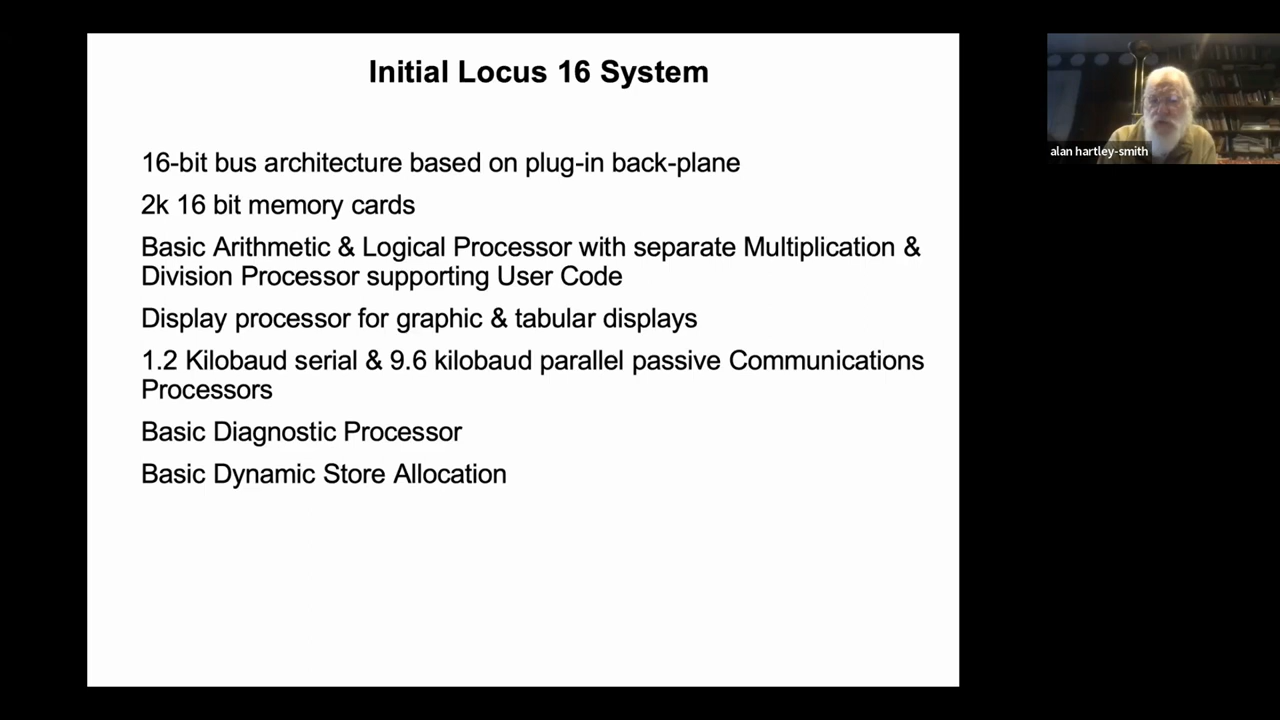 Initial Locus 16 System
16-bit bus architecture based on plug-in back-plane
2k 16 bit memory cards
Basic Arithmetic & Logical Processor with separate Multiplication &
Division Processor supporting User Code
Display processor for graphic & tabular displays
1.2 Kilobaud serial & 9.6 kilobaud parallel passive Communications
Processors
Basic Diagnostic Processor
Basic Dynamic Store Allocation
alan hartley-smith